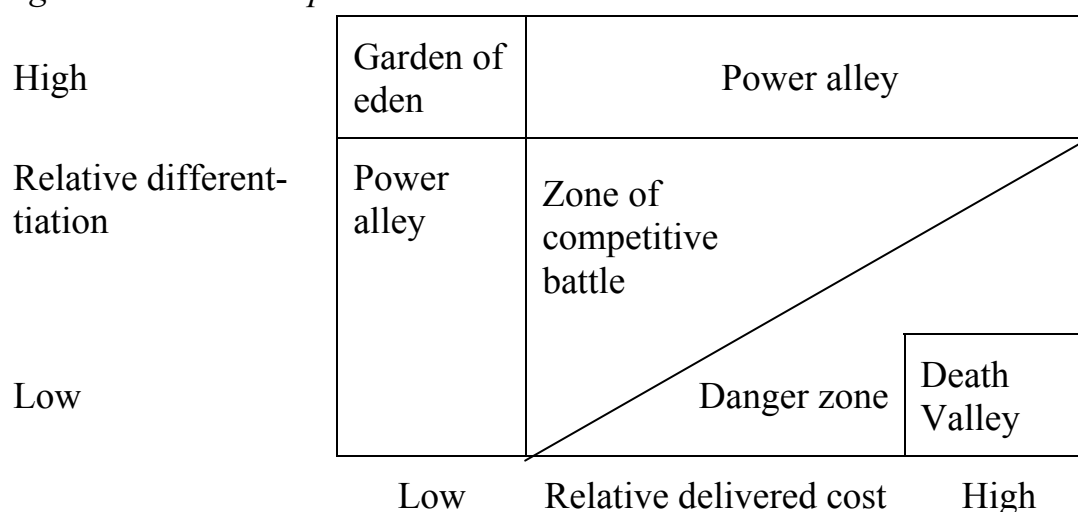 High
Garden of
eden
Power alley
Relative different-
tiation
Power
alley
Zone of
competitive
battle
Low
Danger zone
Death
Valley
Low
Relative delivered cost
High